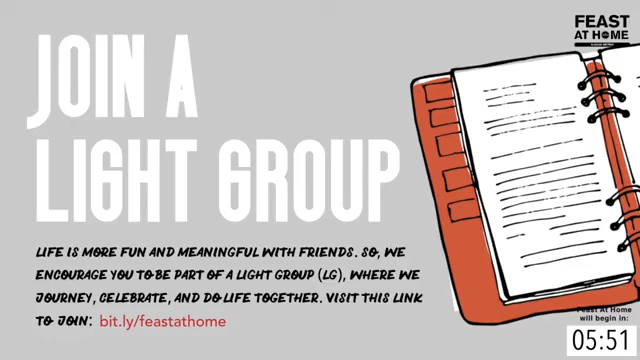 FEAST
AT HOME
JOIN A
LIGHT GROUP
LIFE IS MORE FUN AND MEANINGFUL WITH FRIENDS. SO, WE
ENCOURAGE YOU TO BE PART OF A LIGHT GROUP (LG), WHERE WE
JOURNEY, CELEBRATE, AND DO LIFE TOGETHER. VISIT THIS LINK
TO JOIN: bit.ly/feastathome
Feast At Home
will begin in:
05:51